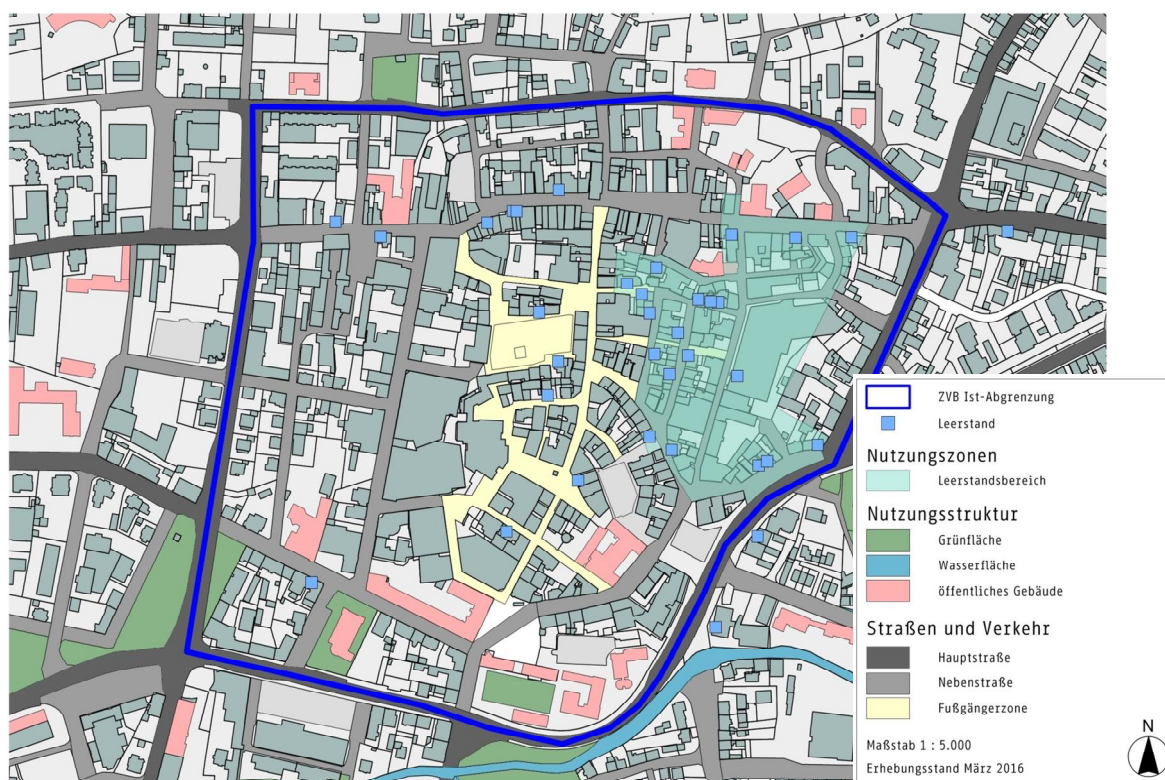 ZVB Ist-Abgrenzung
Leerstand
Nutzungszonen
Leerstandsbereich
Nutzungsstruktur
Grünfläche
Wasserfläche
öffentliches Gebäude
Straßen und Verkehr
Hauptstraße
Nebenstraße
Fußgängerzone
Maßstab 1 : 5.000
Erhebungsstand März 2016
N